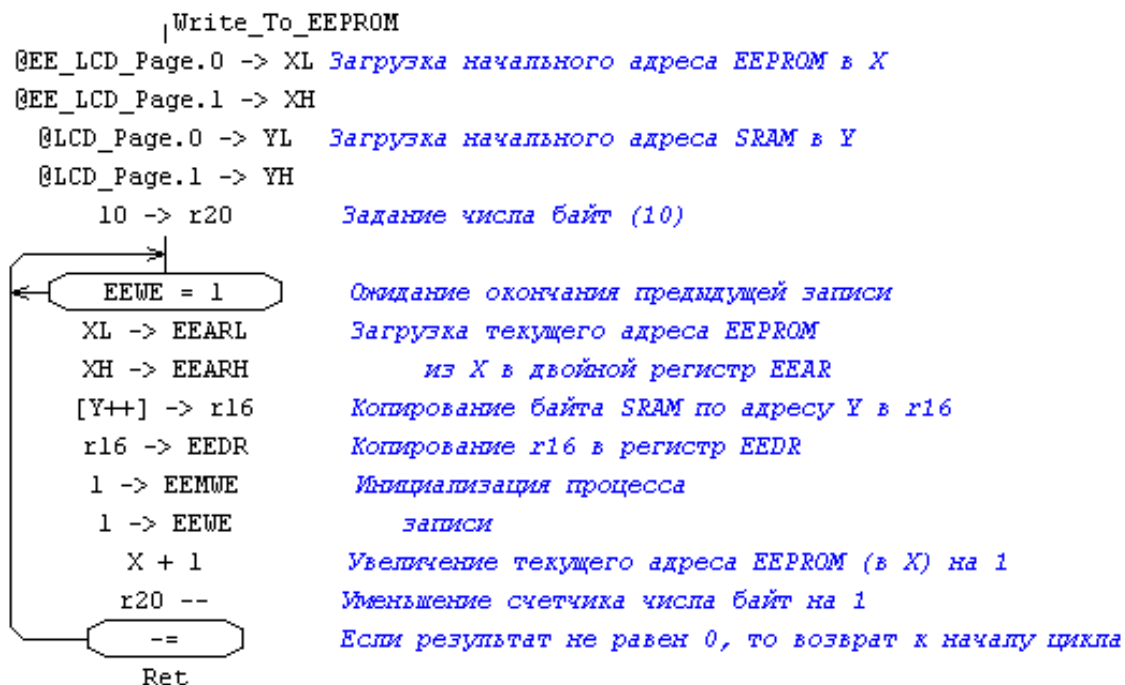 Write_To_EEPROM
@EE_LCD_Page.0 -> XL Загрузка начального адреса EEPROM в X
@EE_LCD_Page.1 -> XH
@LCD_Page.0 -> YL Загрузка начального адреса SRAM в Y
@LCD_Page.1 -> YH
10 -> r20 Задание числа байт (10)
EEWE = 1 Ожидание окончания предыдущей записи
XL -> EEARL Загрузка текущего адреса EEPROM
XH -> EEARH из X в двойной регистр EEAR
[Y++] -> r16 Копирование байта SRAM по адресу Y в r16
r16 -> EEDR Копирование r16 в регистр EEDR
1 -> EEMWE Инициализация процесса
1 -> EEWE записи
X + 1 Увеличение текущего адреса EEPROM (в X) на 1
r20 -- Уменьшение счетчика числа байт на 1
-= Если результат не равен 0, то возврат к началу цикла
Ret